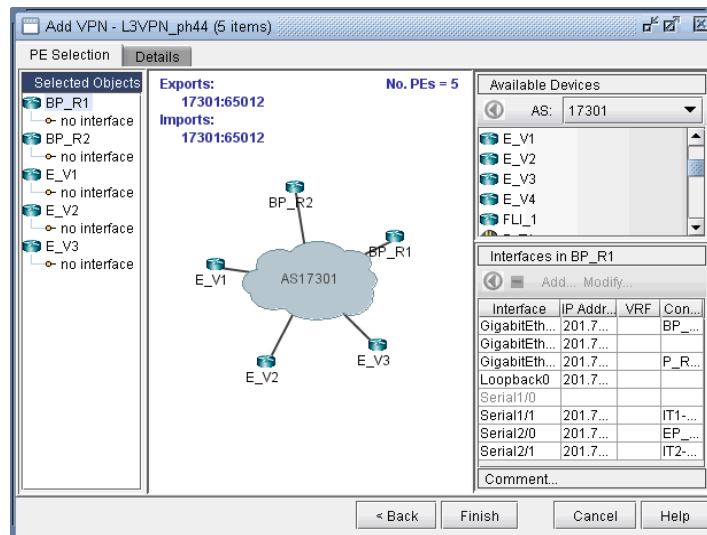 Add VPN - L3VPN_ph44 (5 items)
PE Selection
Details
Selected Objects
BP_R1
no interface
BP_R2
no interface
E_V1
no interface
E_V2
no interface
E_V3
no interface
Exports:
17301:65012
Imports:
17301:65012
No. PEs = 5
BP_R2
BP_R1
E_V1
AS17301
E_V2
E_V3
Available Devices
AS: 17301
E_V1
E_V2
E_V3
E_V4
FLI_1
Interfaces in BP_R1
Add... Modify...
Interface IP Addr... VRF Con...
GigabitEth... 201.7... BP_...
GigabitEth... 201.7...
GigabitEth... 201.7... P_R...
Loopback0 201.7...
Serial1/0
Serial1/1 201.7... IT1-...
Serial2/0 201.7... EP_...
Serial2/1 201.7... IT2-...
Comment...
< Back
Finish
Cancel
Help